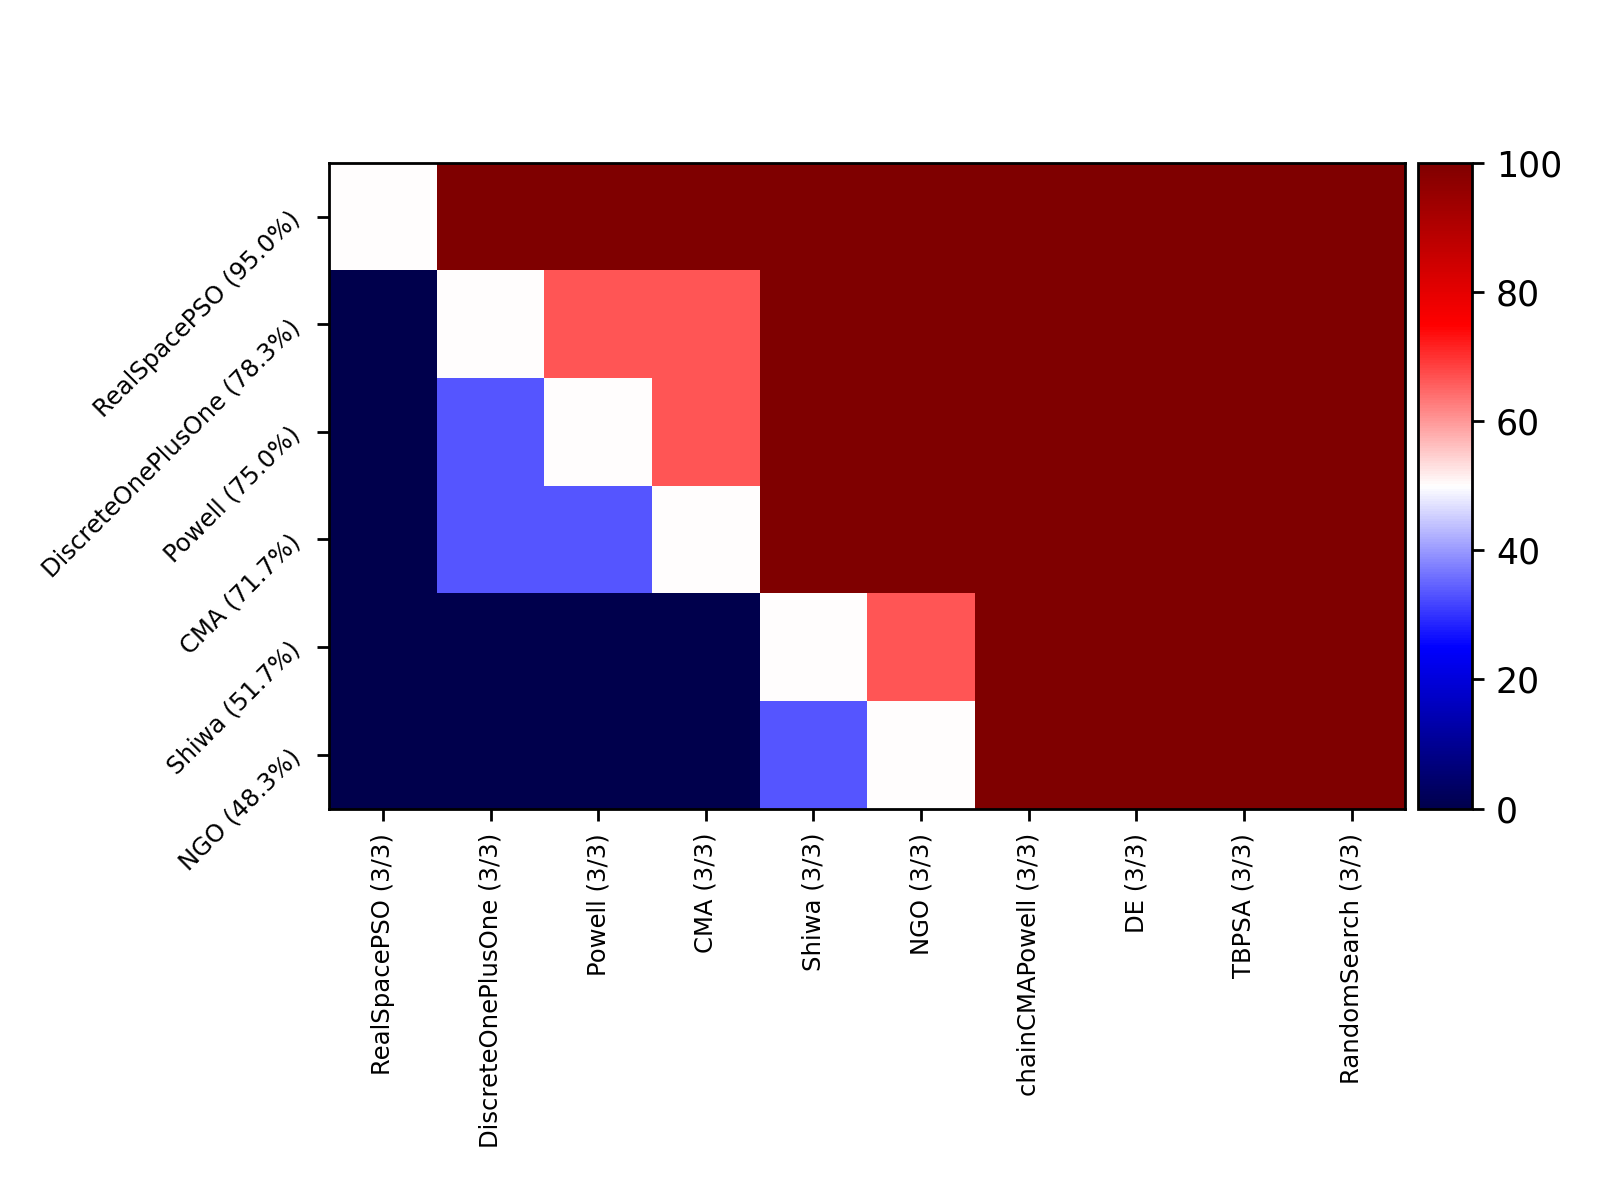 RealSpacePSO (95.0%)
DiscreteOnePlusOne (78.3%)
Powell (75.0%)
CMA (71.7%)
Shiwa (51.7%)
NGO (48.3%)
RealSpacePSO (3/3)
DiscreteOnePlusOne (3/3)
Powell (3/3)
CMA (3/3)
Shiwa (3/3)
NGO (3/3)
chainCMAPowell (3/3)
DE (3/3)
TBPSA (3/3)
RandomSearch (3/3)
100
80
60
40
20
0